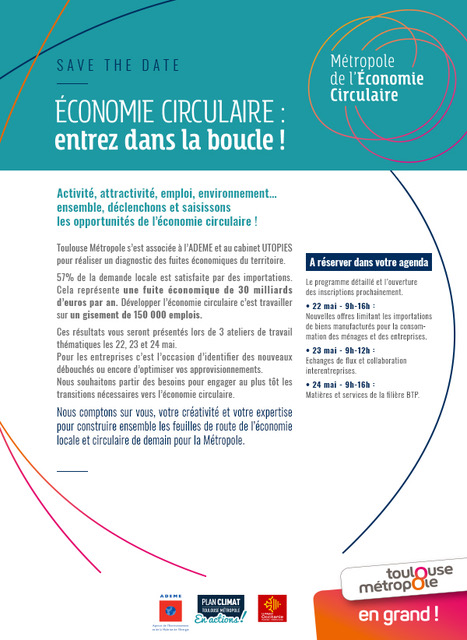 SAVE THE DATE
ÉCONOMIE CIRCULAIRE :
entrez dans la boucle !
Métropole
de l'Économie
Circulaire
Activité, attractivité, emploi, environnement...
ensemble, déclenchons et saisissons
les opportunités de l'économie circulaire !
Toulouse Métropole s'est associée à l'ADEME et au cabinet UTOPIES
pour réaliser un diagnostic des fuites économiques du territoire.
57% de la demande locale est satisfaite par des importations.
Cela représente une fuite économique de 30 milliards
d'euros par an. Développer l'économie circulaire c'est travailler
sur un gisement de 150 000 emplois.
Ces résultats vous seront présentés lors de 3 ateliers de travail
thématiques les 22, 23 et 24 mai.
Pour les entreprises c'est l'occasion d'identifier des nouveaux
débouchés ou encore d'optimiser vos approvisionnements.
Nous souhaitons partir des besoins pour engager au plus tôt les
transitions nécessaires vers l'économie circulaire.
Nous comptons sur vous, votre créativité et votre expertise
pour construire ensemble les feuilles de route de l'économie
locale et circulaire de demain pour la Métropole.
A réserver dans votre agenda
Le programme détaillé et l'ouverture
des inscriptions prochainement.
• 22 mai - 9h-16h :
Nouvelles offres limitant les importations
de biens manufacturés pour la consom-
mation des ménages et des entreprises.
• 23 mai - 9h-12h :
Echanges de flux et collaboration
interentreprises.
• 24 mai - 9h-16h :
Matières et services de la filière BTP.
ADEME
Agence de l'Environnement
et de la Maîtrise de l'Energie
PLAN CLIMAT
TOULOUSE MÉTROPOLE
En actions !
Occitanie
toulouse
métropole
en grand !